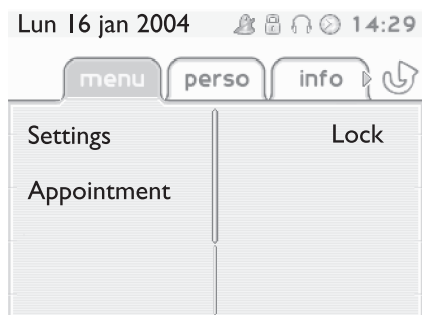 Lun 16 jan 2004 14:29
menu perso info
Settings Lock
Appointment